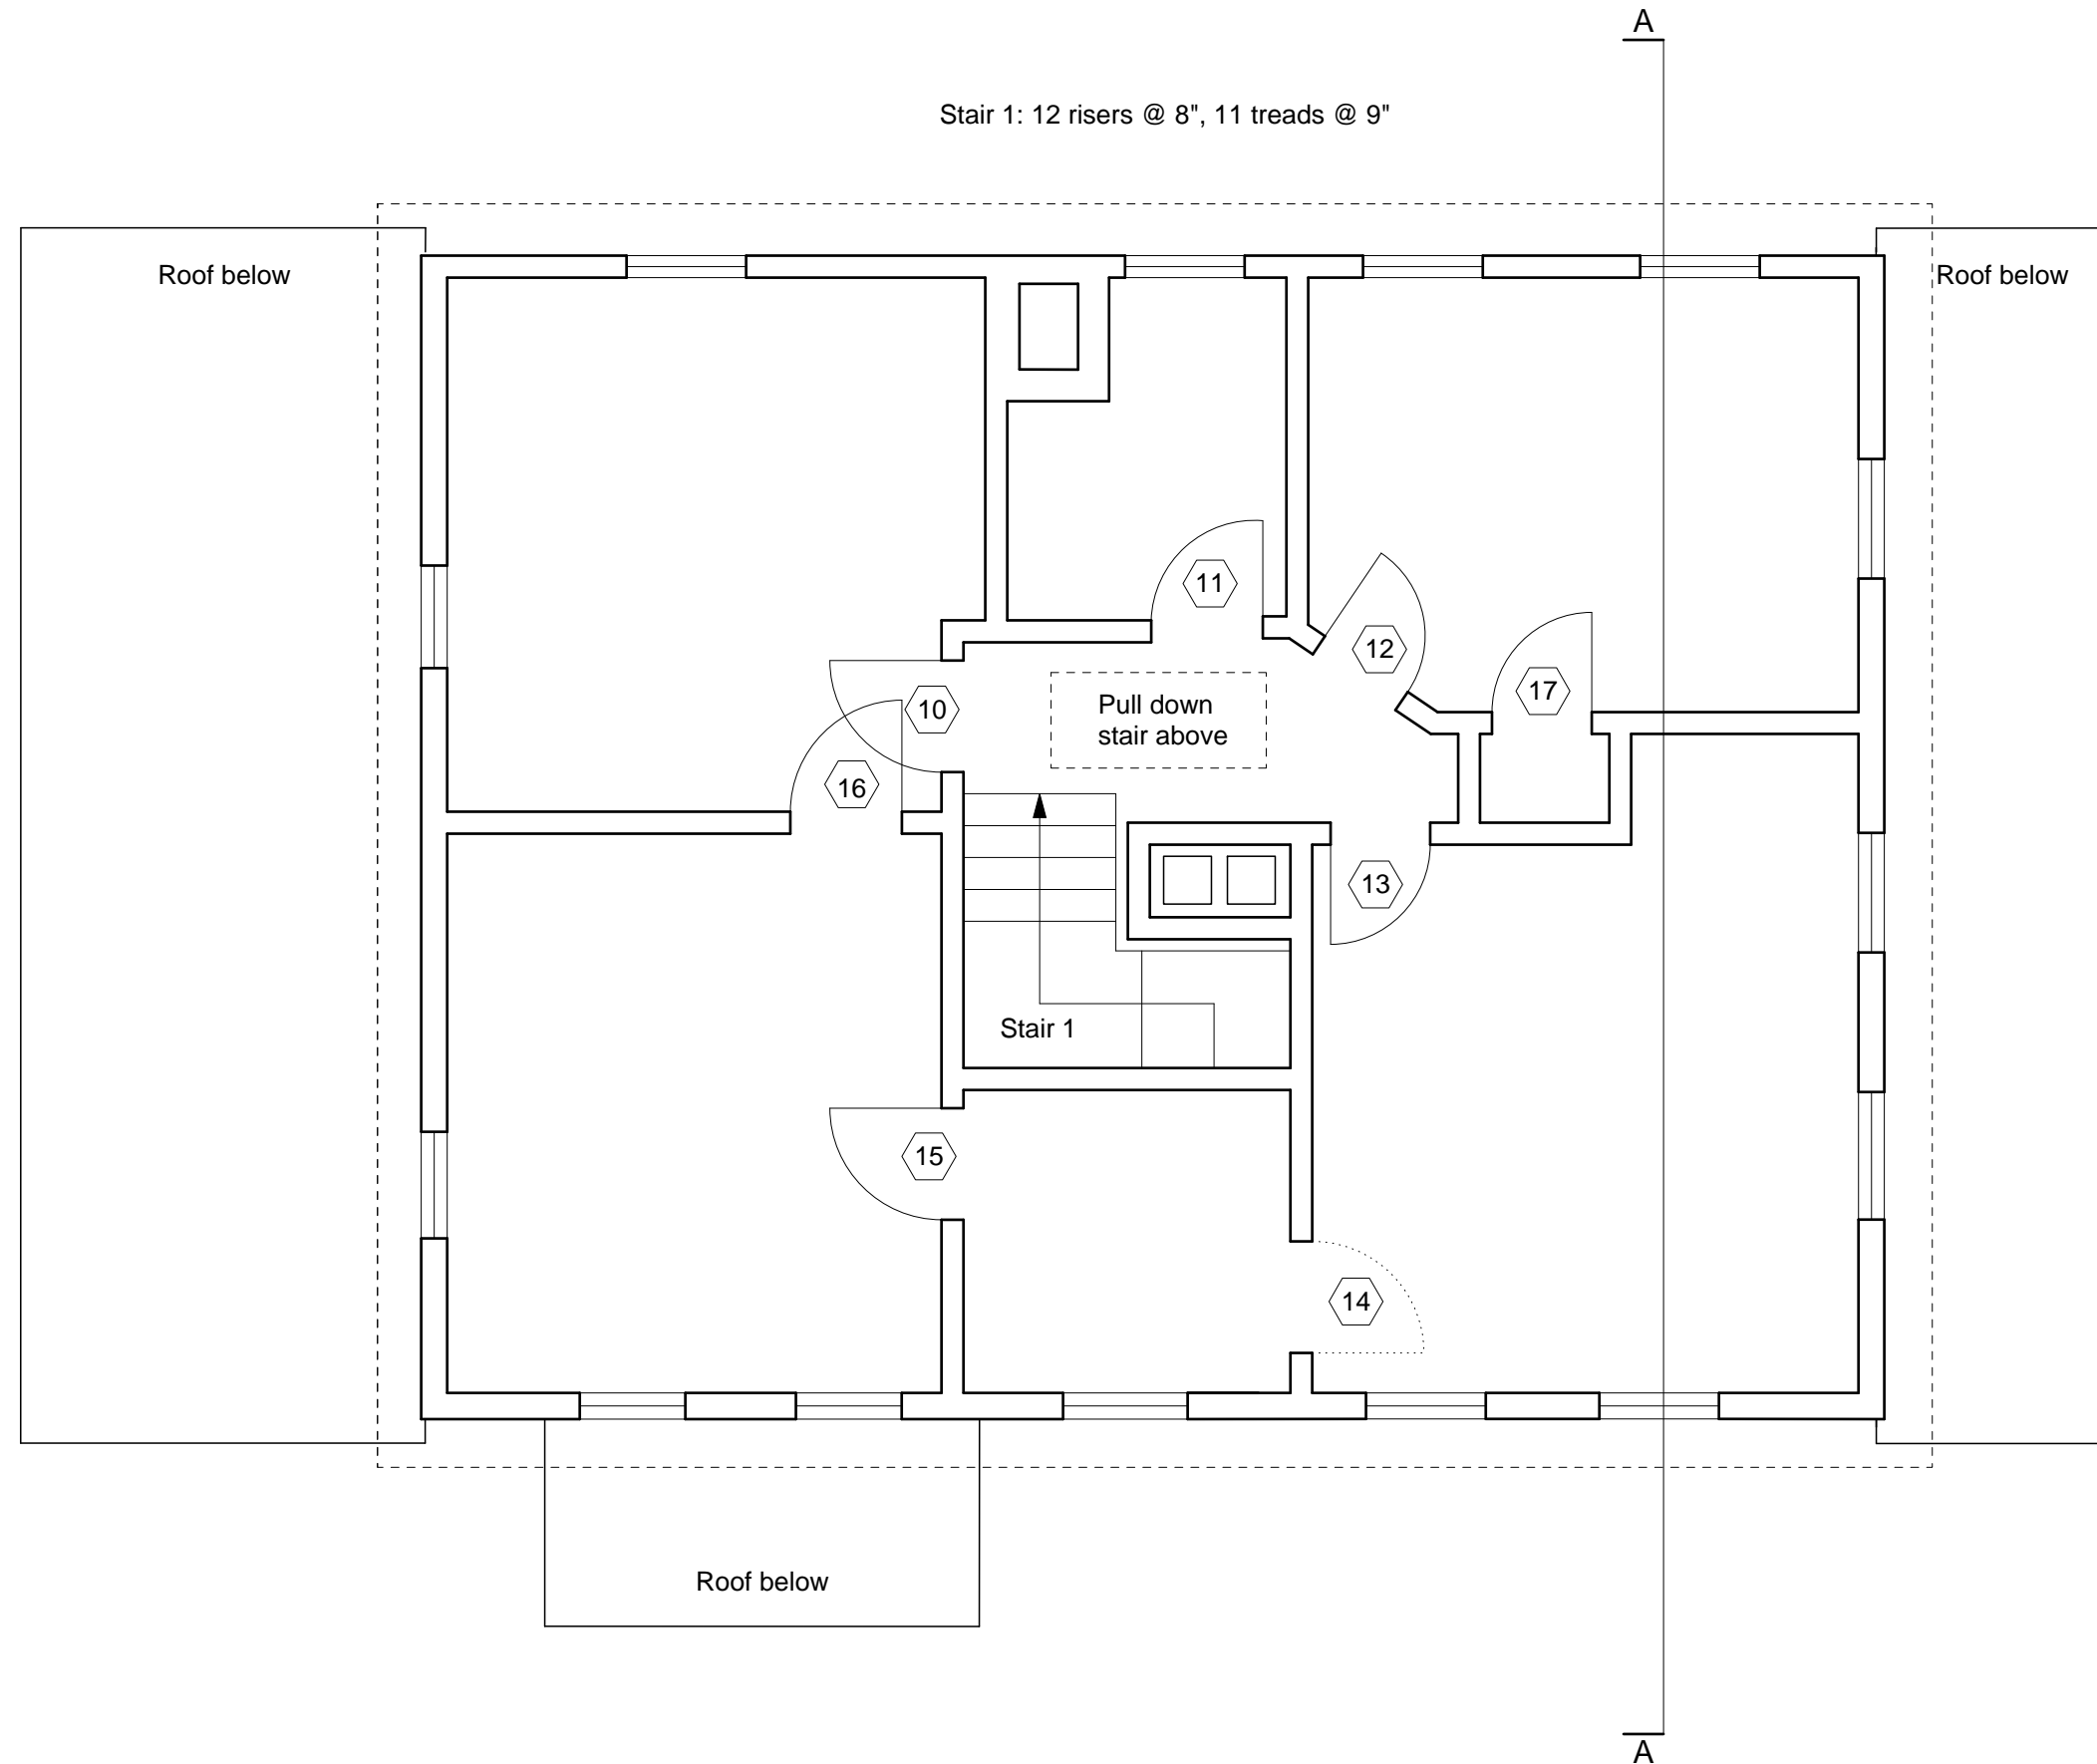 A
Stair 1: 12 risers @ 8", 11 treads @ 9"
Roof below
Roof below
11
12
17
10
Pull down
stair above
16
13
Stair 1
15
14
Roof below
A